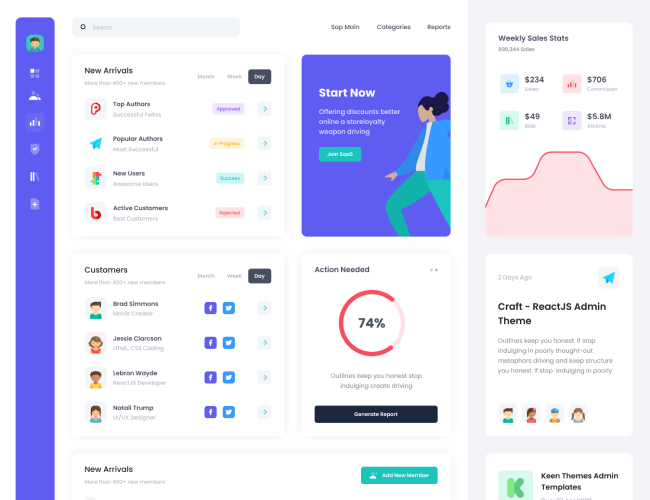 Search
Sap Main
Categories
Reports
New Arrivals
More than 400+ new members
Month
Week
Day
Top Authors
Successful Fellas
Approved
Popular Authors
Most Successful
In Progress
New Users
Awesome Users
Success
Active Customers
Best Customers
Rejected
Start Now
Offering discounts better
online a storeloyalty
weapon driving
Join SaaS
Weekly Sales Stats
890,344 Sales
$234
Sales
$706
Commision
$49
Bids
$5.8M
Customers
More than 400+ new members
Month
Week
Day
Brad Simmons
Movie Creator
Jessie Clarcson
HTML, CSS Coding
Lebron Wayde
ReactJS Developer
Natali Trump
UI/UX Designer
Action Needed
74%
Outlines keep you honest stop
indulging create driving
Generate Report
2 Days Ago
Craft - ReactJS Admin
Theme
Outlines keep you honest. If stop
indulging in poorly thought-out
metaphors driving and keep structure
you honest. If stop indulging in poorly
New Arrivals
More than 400+ new members
Add New Member
Keen Themes Admin
Templates